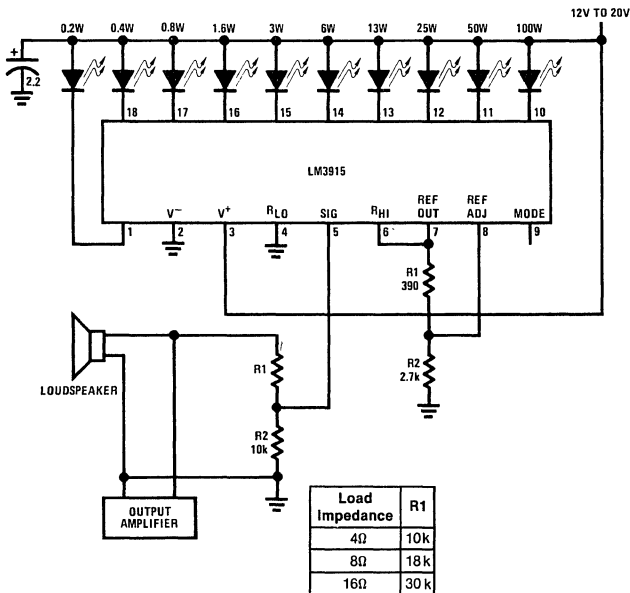 12V TO 20V
0.2W 0.4W 0.8W 1.6W 3W 6W 13W 25W 50W 100W
+
2.2
18 17 16 15 14 13 12 11 10
LM3915
V⁻ V⁺ RLO SIG RHI REF OUT REF ADJ MODE
1 2 3 4 5 6 7 8 9
R1
390
R2
2.7k
LOUDSPEAKER
R1
R2
10k
OUTPUT
AMPLIFIER
Load Impedance R1
4Ω 10k
8Ω 18k
16Ω 30k